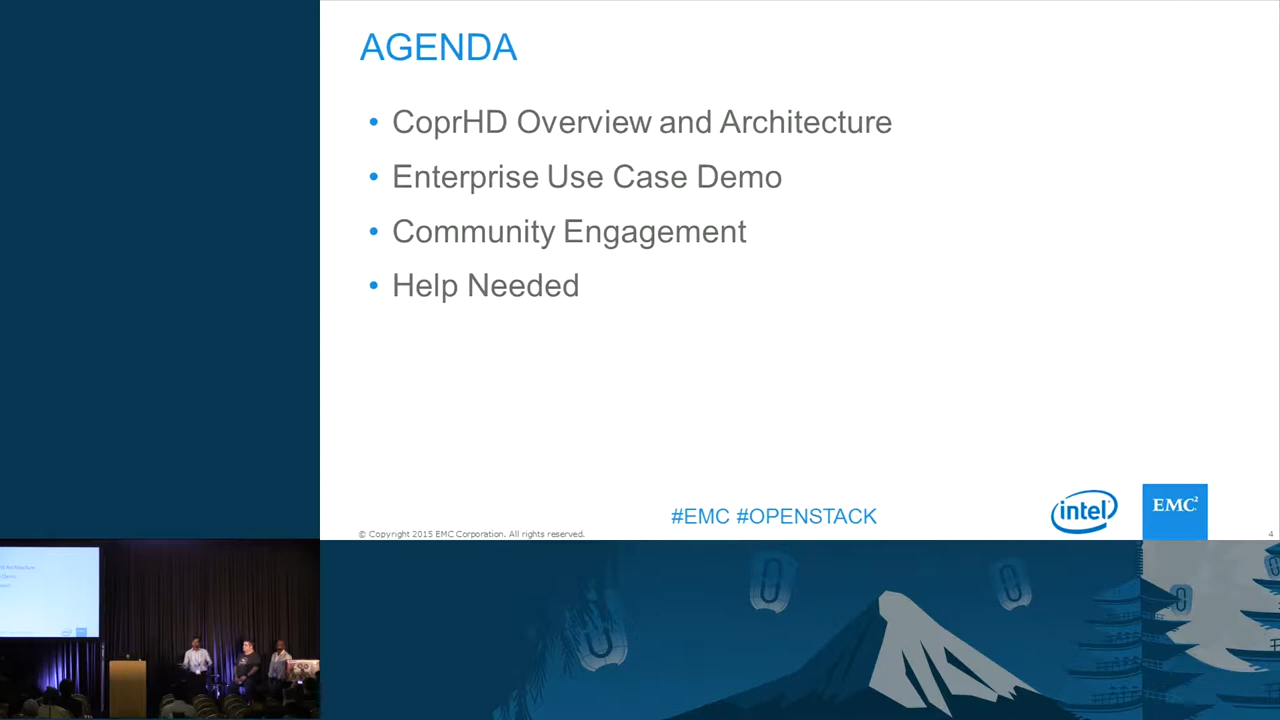 AGENDA
• CoprHD Overview and Architecture
• Enterprise Use Case Demo
• Community Engagement
• Help Needed
#EMC #OPENSTACK
© Copyright 2015 EMC Corporation. All rights reserved.
intel
EMC²
4